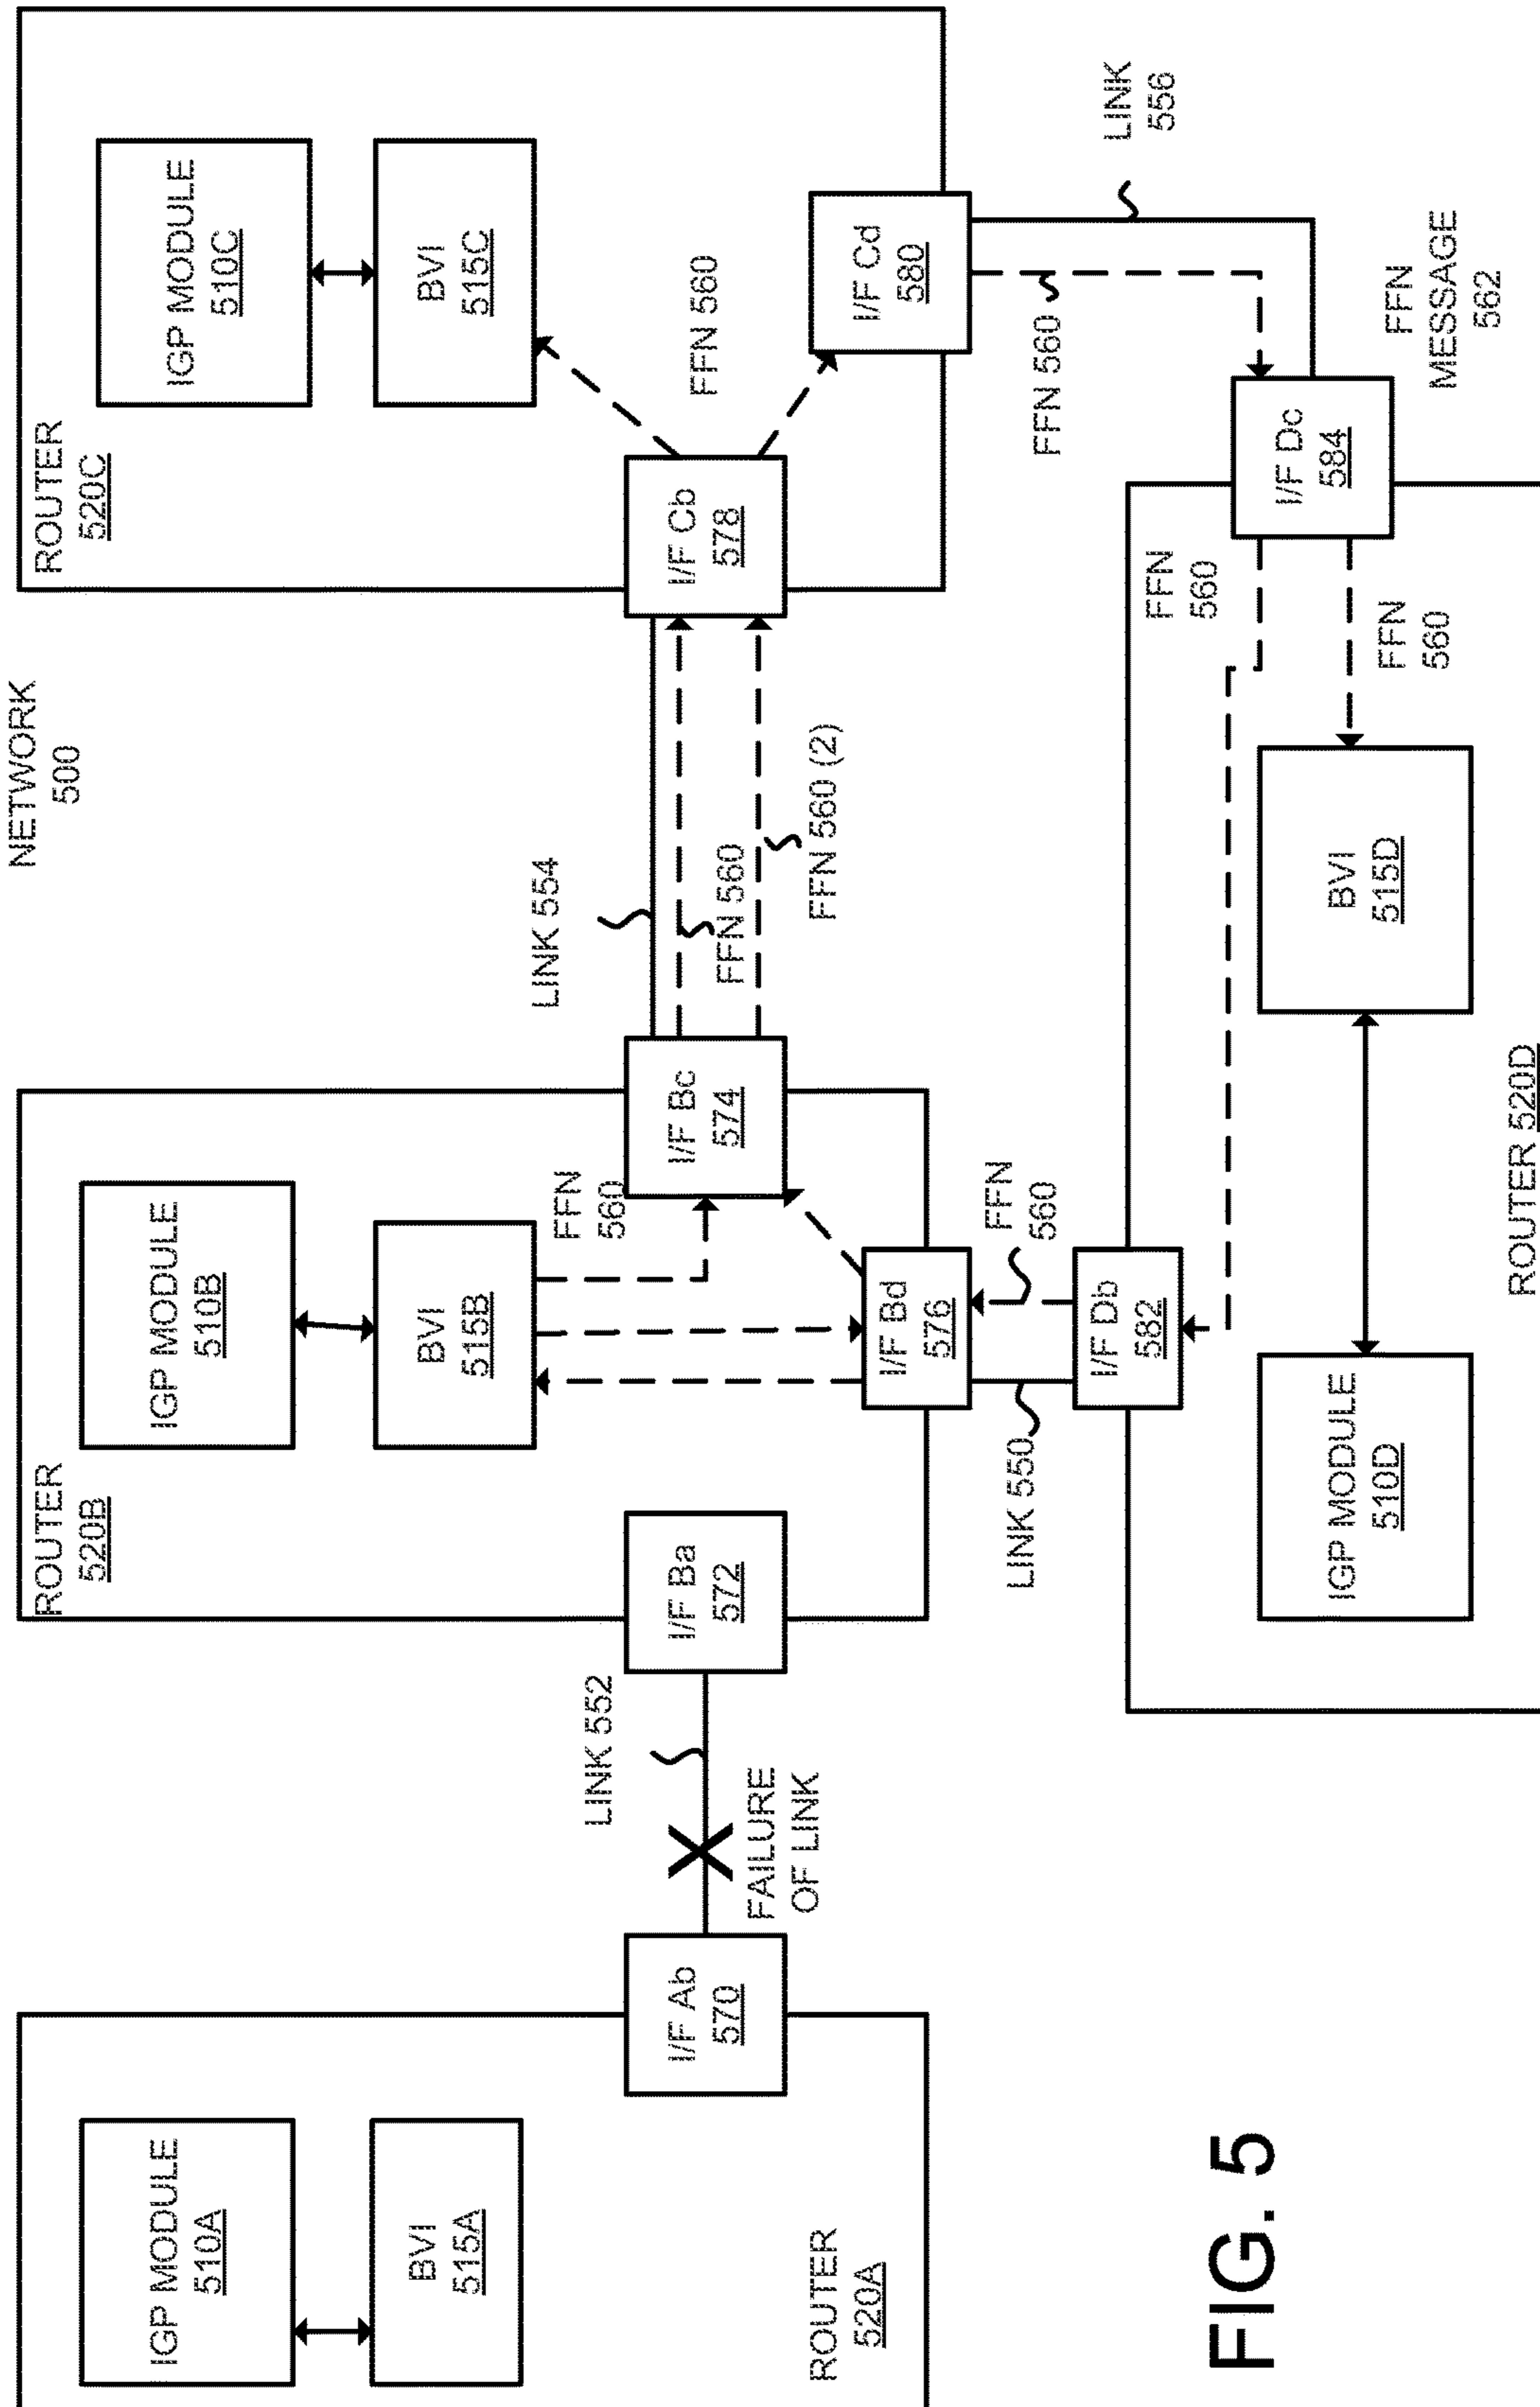 NETWORK
500
IGP MODULE
510A
BVI
515A
ROUTER
520A
I/F Ab
570
FAILURE
OF LINK
LINK 552
ROUTER
520B
IGP MODULE
510B
BVI
515B
I/F Ba
572
FFN
560
I/F Bc
574
I/F Bd
576
LINK 554
FFN 560
FFN 560 (2)
ROUTER
520C
IGP MODULE
510C
BVI
515C
I/F Cb
578
FFN 560
I/F Cd
580
LINK
556
FFN 560
LINK 550
FFN
560
I/F Db
582
FFN
560
I/F Dc
584
FFN
MESSAGE
562
FFN
560
IGP MODULE
510D
BVI
515D
ROUTER 520D
FIG. 5